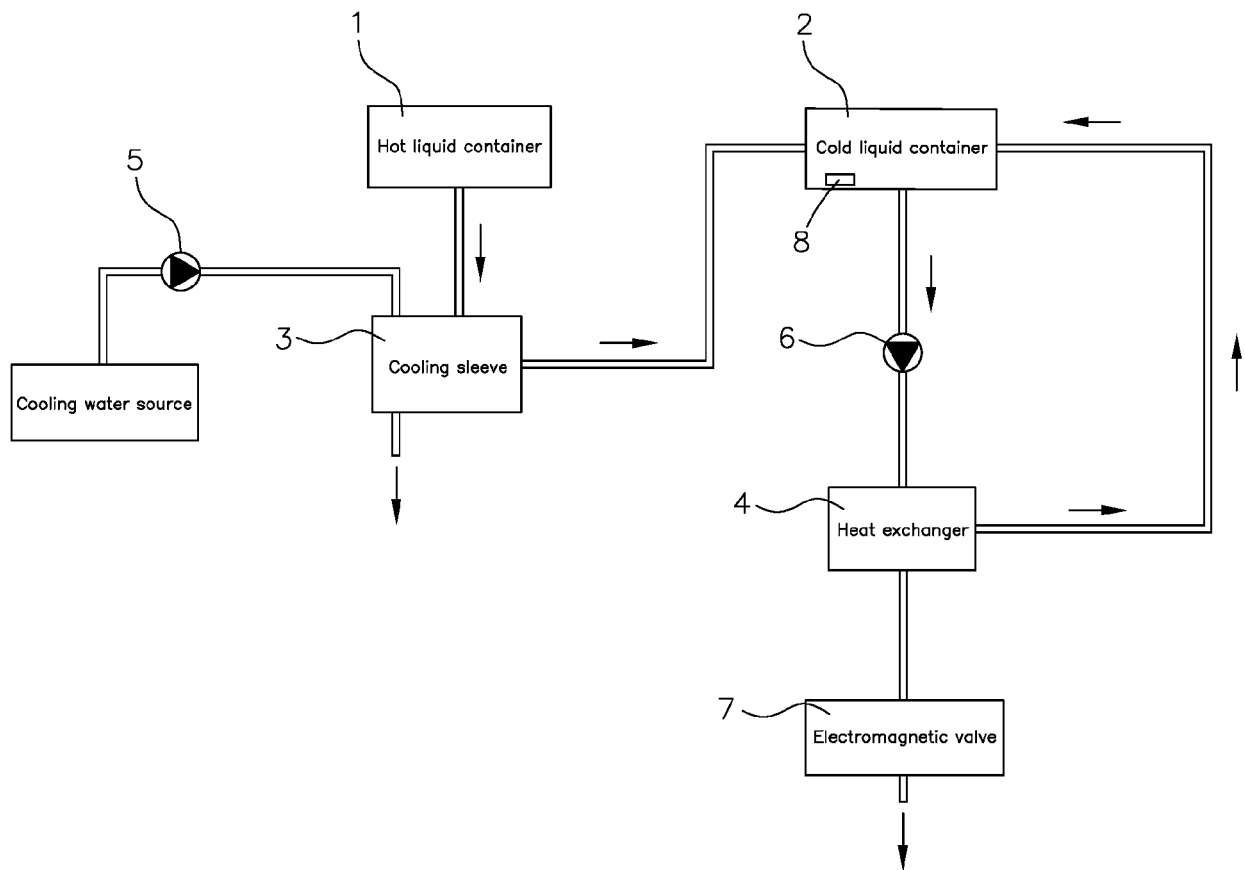 1
2
Hot liquid container
Cold liquid container
5
8
3
6
Cooling sleeve
Cooling water source
4
Heat exchanger
7
Electromagnetic valve